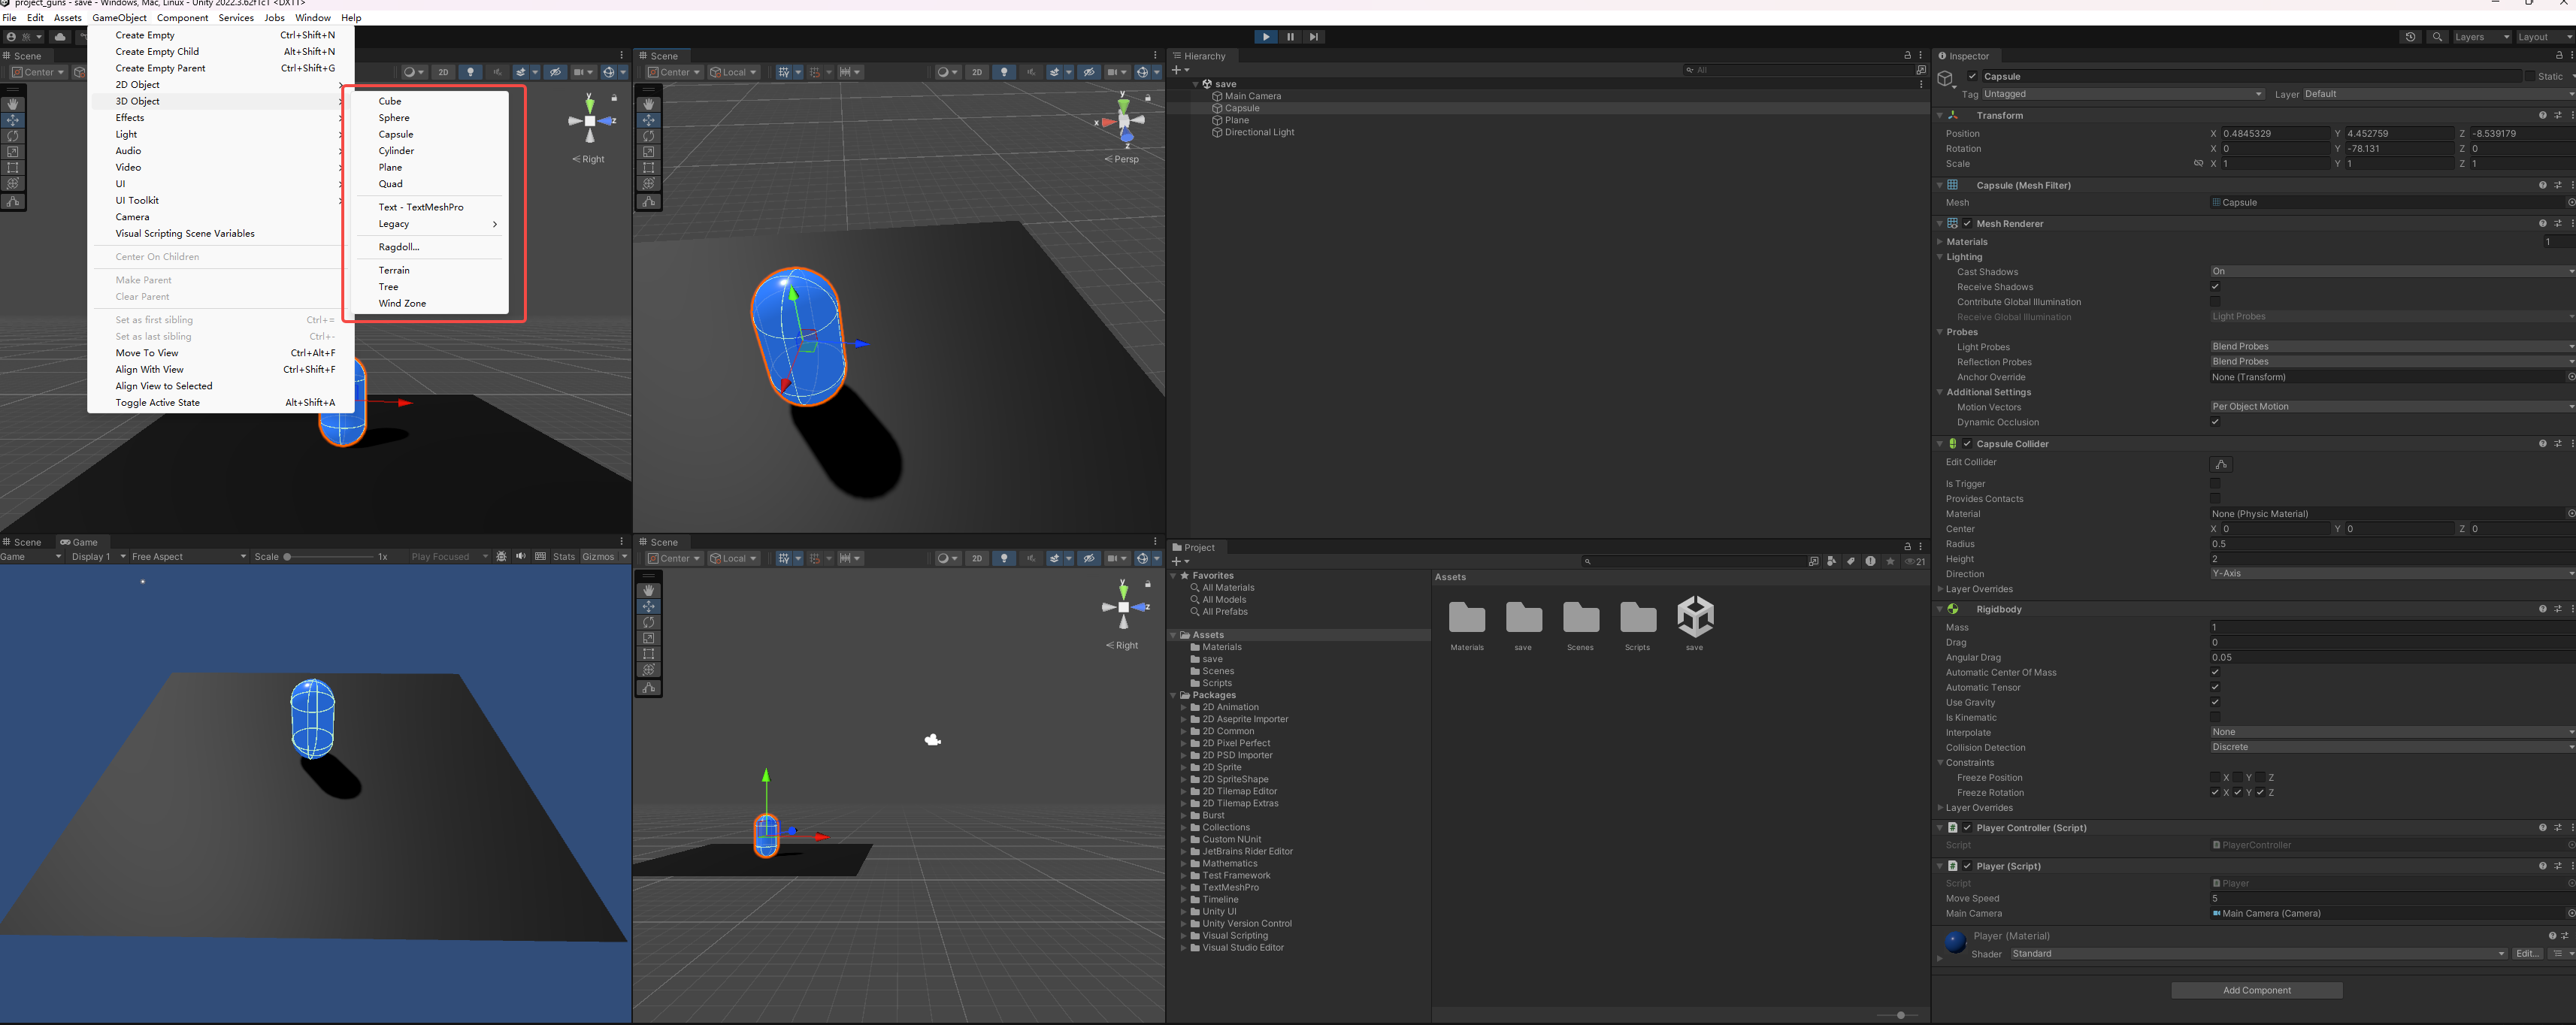 project_guns - save - Windows, Mac, Linux - Unity 2022.3.62f1c1 <DX11>
File Edit Assets GameObject Component Services Jobs Window Help
Layers Layout
Create Empty Ctrl+Shift+N
Create Empty Child Alt+Shift+N
Create Empty Parent Ctrl+Shift+G
2D Object
3D Object
Effects
Light
Audio
Video
UI
UI Toolkit
Camera
Visual Scripting Scene Variables
Center On Children
Make Parent
Clear Parent
Set as first sibling Ctrl+=
Set as last sibling Ctrl+-
Move To View Ctrl+Alt+F
Align With View Ctrl+Shift+F
Align View to Selected
Toggle Active State Alt+Shift+A
Cube
Sphere
Capsule
Cylinder
Plane
Quad
Text - TextMeshPro
Legacy
Ragdoll...
Terrain
Tree
Wind Zone
Scene
Center
2D
y
z
Right
Scene
Center Local 2D
y
x
z
Persp
Scene Game
Game Display 1 Free Aspect Scale 1x Play Focused Stats Gizmos
Scene
Center Local 2D
y
z
Right
Hierarchy
All
save
Main Camera
Capsule
Plane
Directional Light
Project
21
Favorites
All Materials
All Models
All Prefabs
Assets
Materials
save
Scenes
Scripts
Packages
2D Animation
2D Aseprite Importer
2D Common
2D Pixel Perfect
2D PSD Importer
2D Sprite
2D SpriteShape
2D Tilemap Editor
2D Tilemap Extras
Burst
Collections
Custom NUnit
JetBrains Rider Editor
Mathematics
Test Framework
TextMeshPro
Timeline
Unity UI
Unity Version Control
Visual Scripting
Visual Studio Editor
Assets
Materials save Scenes Scripts save
Inspector
Capsule Static
Tag Untagged Layer Default
Transform
Position X 0.4845329 Y 4.452759 Z -8.539179
Rotation X 0 Y -78.131 Z 0
Scale X 1 Y 1 Z 1
Capsule (Mesh Filter)
Mesh Capsule
Mesh Renderer
Materials 1
Lighting
Cast Shadows On
Receive Shadows
Contribute Global Illumination
Receive Global Illumination Light Probes
Probes
Light Probes Blend Probes
Reflection Probes Blend Probes
Anchor Override None (Transform)
Additional Settings
Motion Vectors Per Object Motion
Dynamic Occlusion
Capsule Collider
Edit Collider
Is Trigger
Provides Contacts
Material None (Physic Material)
Center X 0 Y 0 Z 0
Radius 0.5
Height 2
Direction Y-Axis
Layer Overrides
Rigidbody
Mass 1
Drag 0
Angular Drag 0.05
Automatic Center Of Mass
Automatic Tensor
Use Gravity
Is Kinematic
Interpolate None
Collision Detection Discrete
Constraints
Freeze Position X Y Z
Freeze Rotation X Y Z
Layer Overrides
Player Controller (Script)
Script PlayerController
Player (Script)
Script Player
Move Speed 5
Main Camera Main Camera (Camera)
Player (Material)
Shader Standard Edit...
Add Component